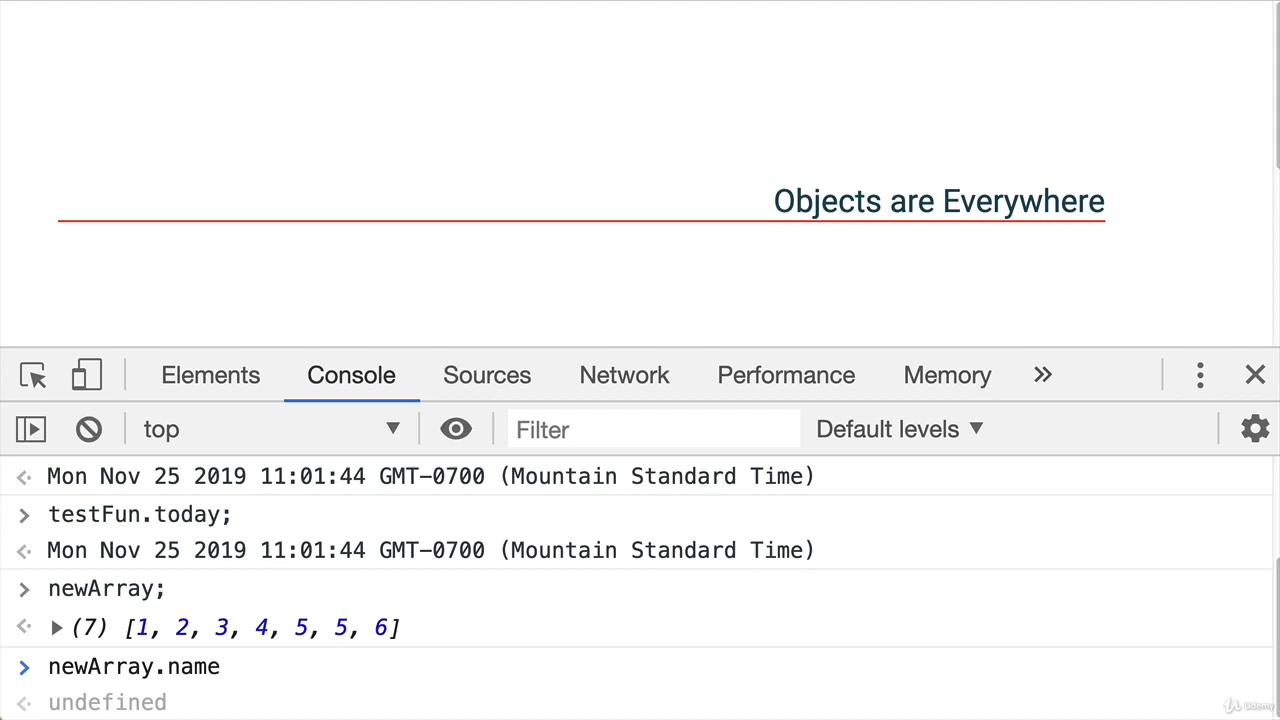 Objects are Everywhere
Elements Console Sources Network Performance Memory »
top Filter Default levels
Mon Nov 25 2019 11:01:44 GMT-0700 (Mountain Standard Time)
testFun.today;
Mon Nov 25 2019 11:01:44 GMT-0700 (Mountain Standard Time)
newArray;
(7) [1, 2, 3, 4, 5, 5, 6]
newArray.name
undefined
Udemy